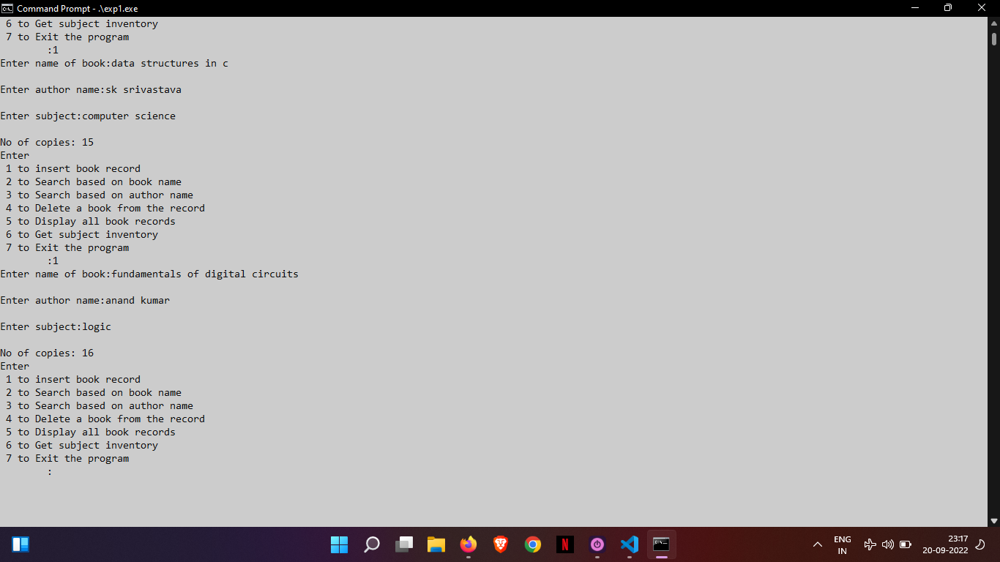 Command Prompt - .\exp1.exe
6 to Get subject inventory
7 to Exit the program
:1
Enter name of book:data structures in c
Enter author name:sk srivastava
Enter subject:computer science
No of copies: 15
Enter
1 to insert book record
2 to Search based on book name
3 to Search based on author name
4 to Delete a book from the record
5 to Display all book records
6 to Get subject inventory
7 to Exit the program
:1
Enter name of book:fundamentals of digital circuits
Enter author name:anand kumar
Enter subject:logic
No of copies: 16
Enter
1 to insert book record
2 to Search based on book name
3 to Search based on author name
4 to Delete a book from the record
5 to Display all book records
6 to Get subject inventory
7 to Exit the program
:
ENG
IN
23:17
20-09-2022